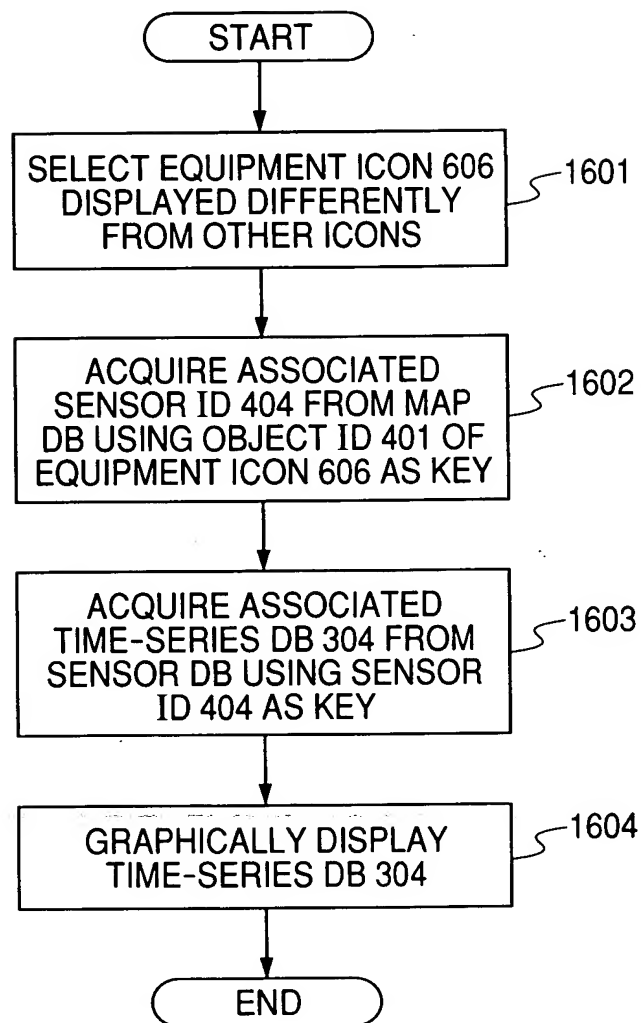 START
SELECT EQUIPMENT ICON 606
DISPLAYED DIFFERENTLY
FROM OTHER ICONS
1601
ACQUIRE ASSOCIATED
SENSOR ID 404 FROM MAP
DB USING OBJECT ID 401 OF
EQUIPMENT ICON 606 AS KEY
1602
ACQUIRE ASSOCIATED
TIME-SERIES DB 304 FROM
SENSOR DB USING SENSOR
ID 404 AS KEY
1603
GRAPHICALLY DISPLAY
TIME-SERIES DB 304
1604
END